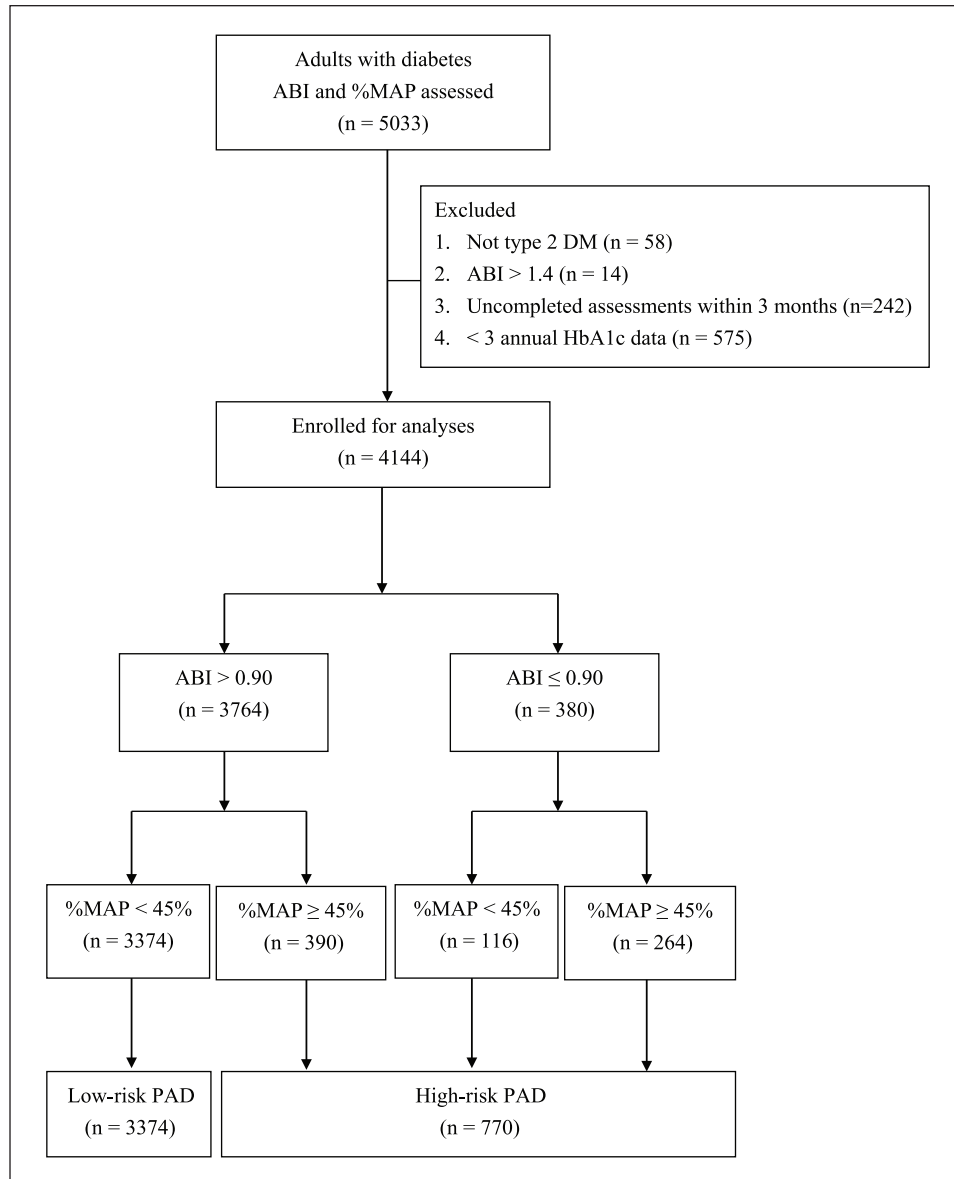 Adults with diabetes
ABI and %MAP assessed
(n = 5033)
Excluded
1. Not type 2 DM (n = 58)
2. ABI > 1.4 (n = 14)
3. Uncompleted assessments within 3 months (n=242)
4. < 3 annual HbA1c data (n = 575)
Enrolled for analyses
(n = 4144)
ABI > 0.90
(n = 3764)
ABI ≤ 0.90
(n = 380)
%MAP < 45%
(n = 3374)
%MAP ≥ 45%
(n = 390)
%MAP < 45%
(n = 116)
%MAP ≥ 45%
(n = 264)
Low-risk PAD
(n = 3374)
High-risk PAD
(n = 770)